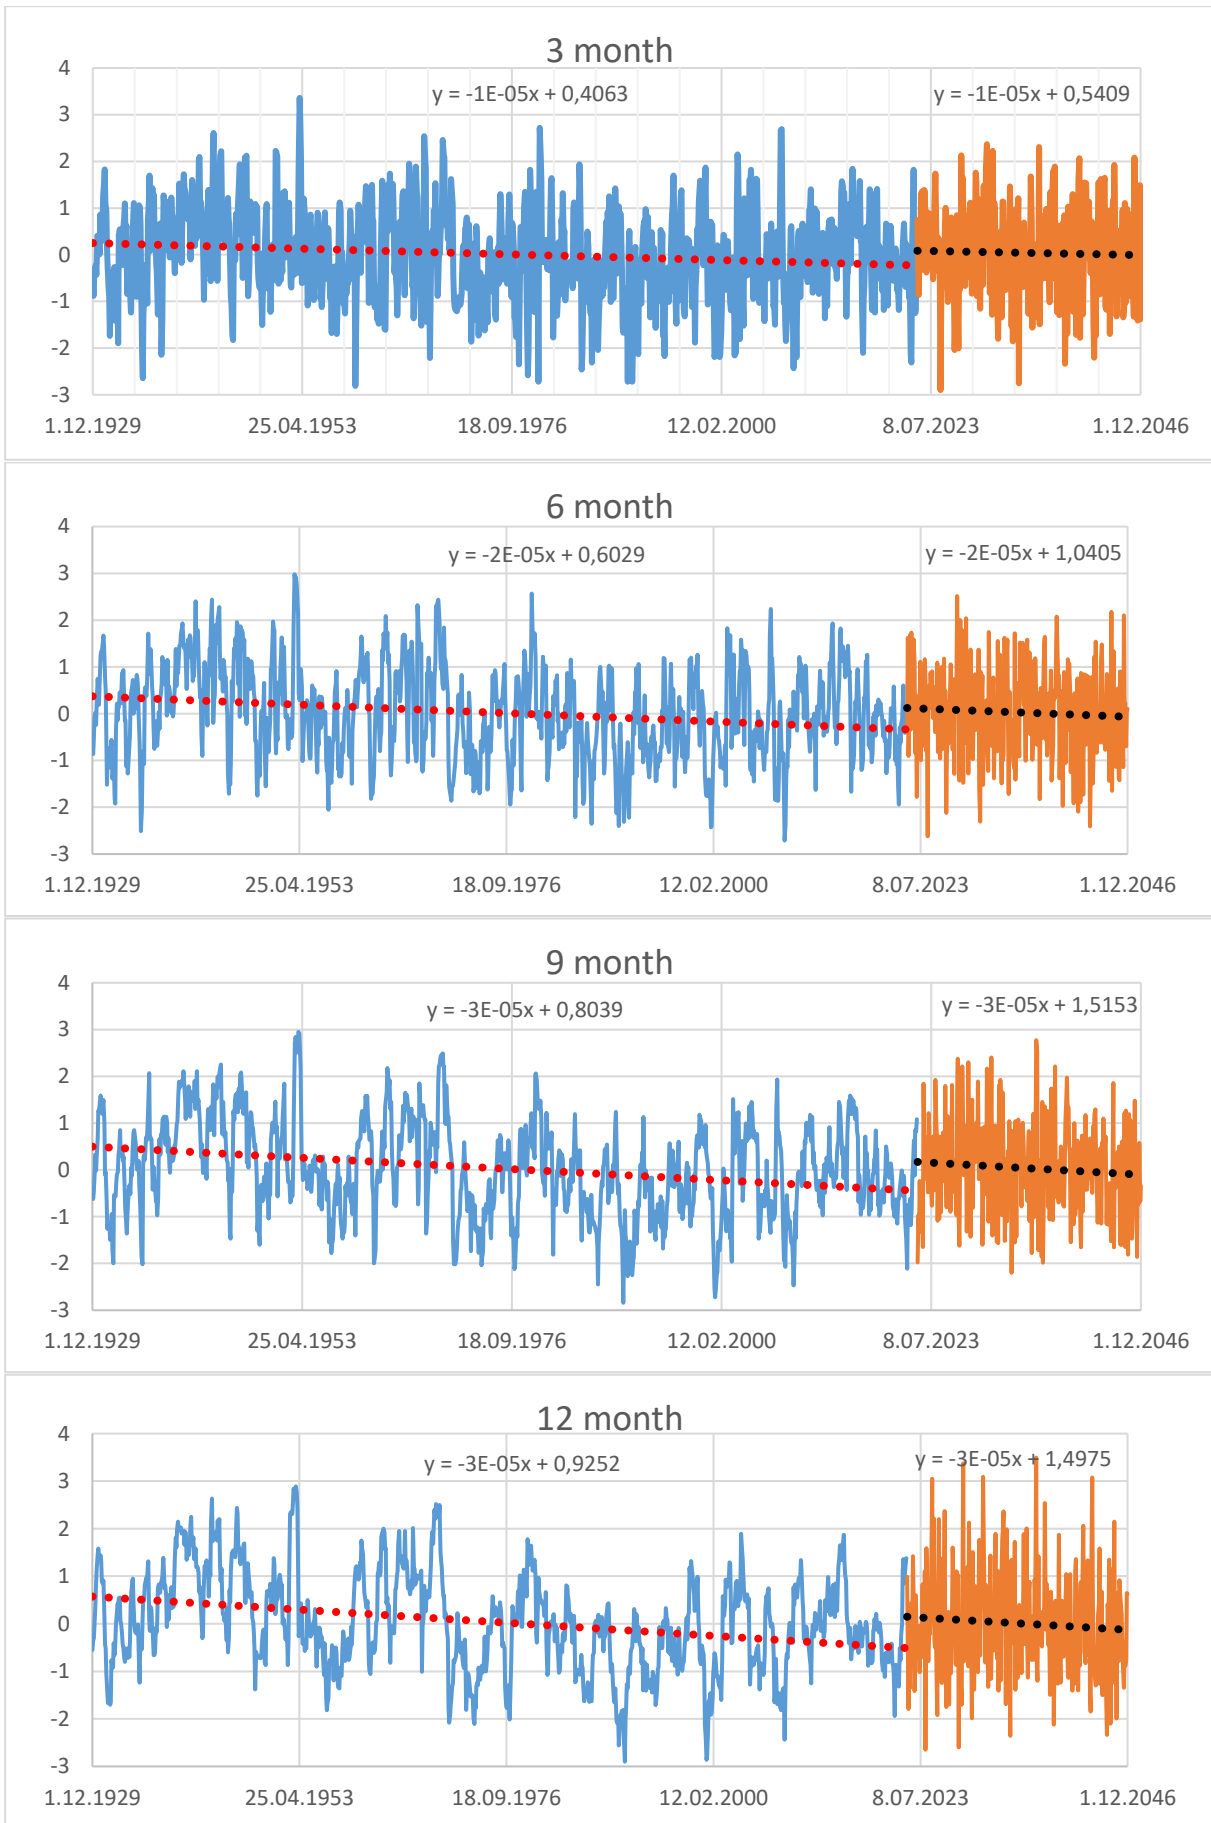 3 month
y = -1E-05x + 0,4063 y = -1E-05x + 0,5409
4
3
2
1
0
-1
-2
-3
1.12.1929 25.04.1953 18.09.1976 12.02.2000 8.07.2023 1.12.2046
6 month
y = -2E-05x + 0,6029 y = -2E-05x + 1,0405
4
3
2
1
0
-1
-2
-3
1.12.1929 25.04.1953 18.09.1976 12.02.2000 8.07.2023 1.12.2046
9 month
y = -3E-05x + 0,8039 y = -3E-05x + 1,5153
4
3
2
1
0
-1
-2
-3
1.12.1929 25.04.1953 18.09.1976 12.02.2000 8.07.2023 1.12.2046
12 month
y = -3E-05x + 0,9252 y = -3E-05x + 1,4975
4
3
2
1
0
-1
-2
-3
1.12.1929 25.04.1953 18.09.1976 12.02.2000 8.07.2023 1.12.2046